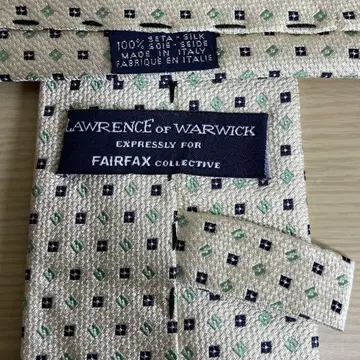 SETA - SILK
100% SOIE - SEIDE
MADE IN ITALY
FABRIQUE EN ITALIE
LAWRENCE OF WARWICK
EXPRESSLY FOR
FAIRFAX COLLECTIVE